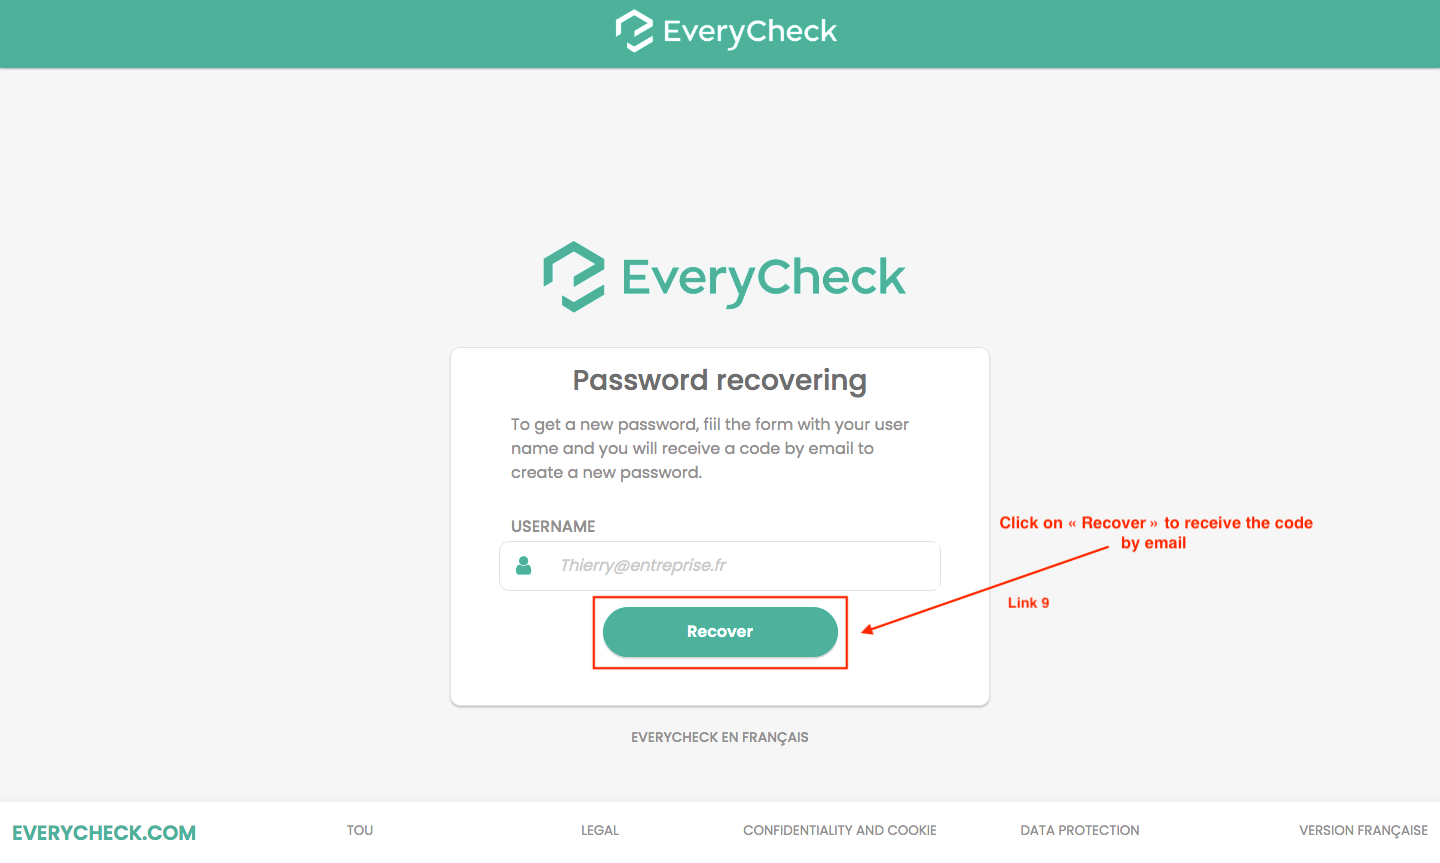 EveryCheck
EveryCheck
Password recovering
To get a new password, fiill the form with your user
name and you will receive a code by email to
create a new password.
USERNAME
Thierry@entreprise.fr
Recover
Click on « Recover » to receive the code
by email
Link 9
EVERYCHECK EN FRANÇAIS
EVERYCHECK.COM
TOU
LEGAL
CONFIDENTIALITY AND COOKIE
DATA PROTECTION
VERSION FRANÇAISE